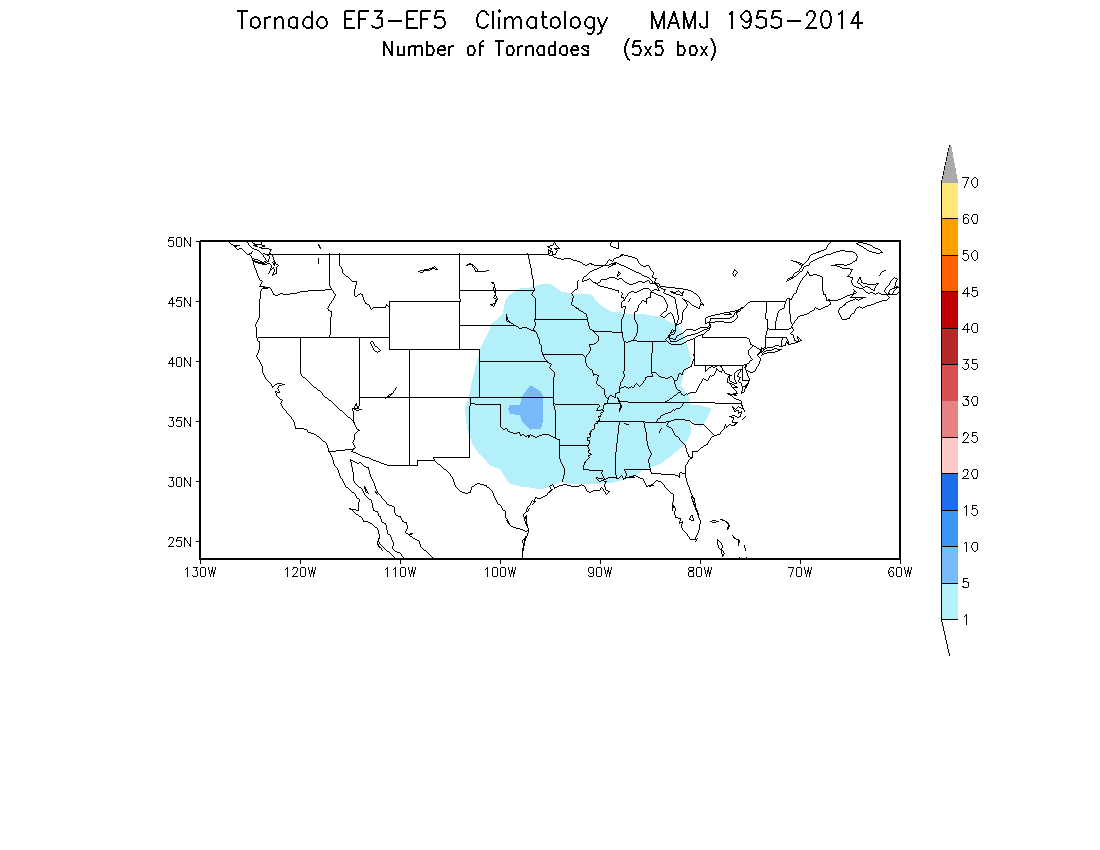 Tornado EF3-EF5 Climatology MAMJ 1955-2014
Number of Tornadoes (5x5 box)
50N
45N
40N
35N
30N
25N
130W 120W 110W 100W 90W 80W 70W 60W
70
60
50
45
40
35
30
25
20
15
10
5
1